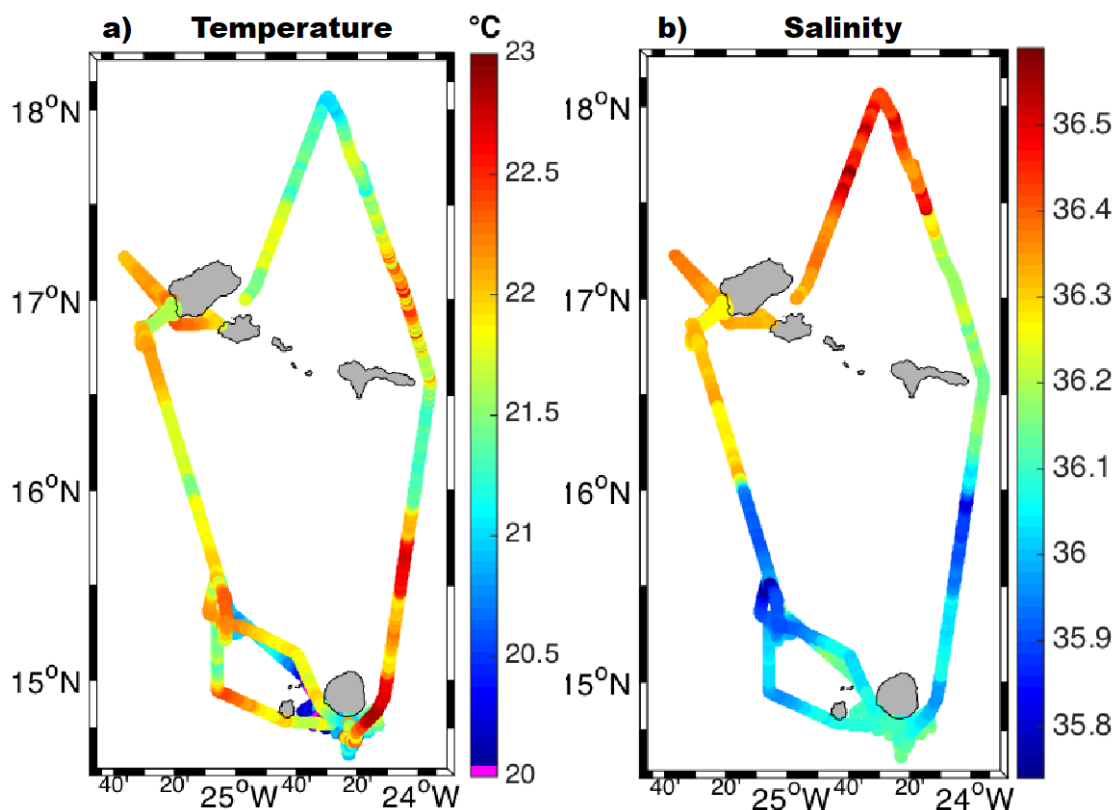 a) Temperature °C
b) Salinity
18°N
17°N
16°N
15°N
40' 20' 25°W 40' 20' 24°W
23
22.5
22
21.5
21
20.5
20
18°N
17°N
16°N
15°N
40' 20' 25°W 40' 20' 24°W
36.5
36.4
36.3
36.2
36.1
36
35.9
35.8